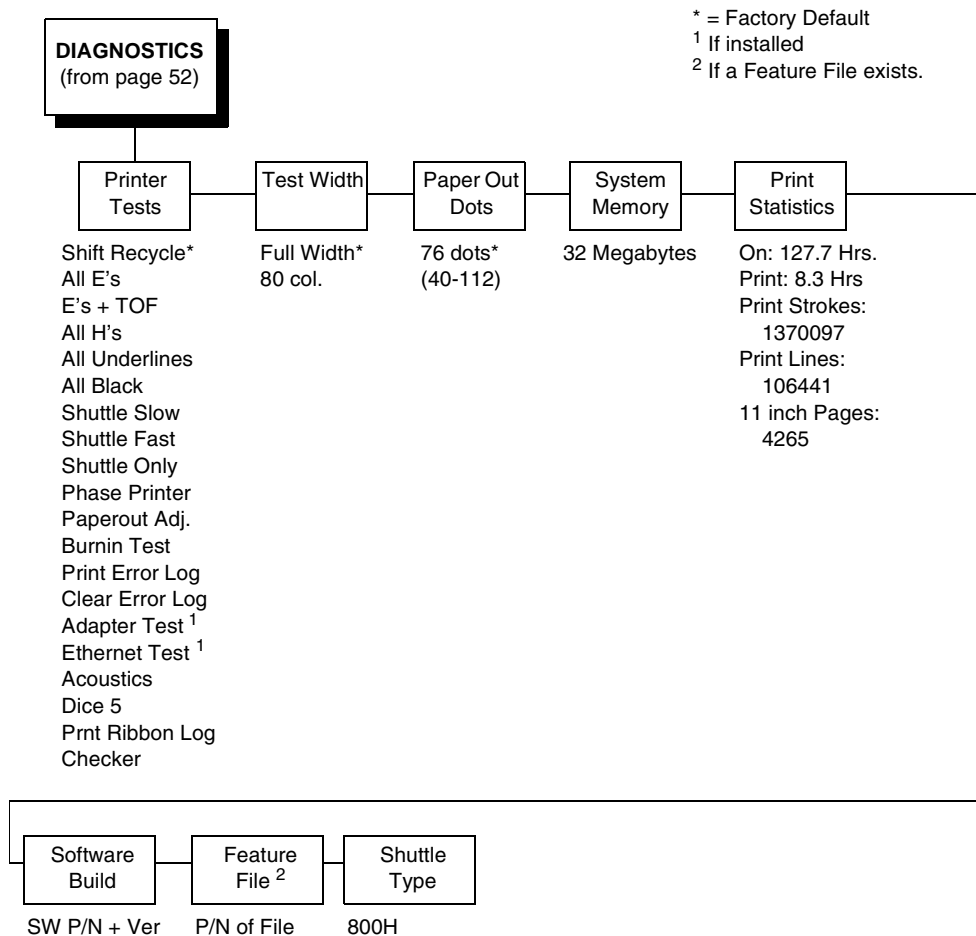 DIAGNOSTICS
(from page 52)
* = Factory Default
1 If installed
2 If a Feature File exists.
Printer
Tests
Shift Recycle*
All E's
E's + TOF
All H's
All Underlines
All Black
Shuttle Slow
Shuttle Fast
Shuttle Only
Phase Printer
Paperout Adj.
Burnin Test
Print Error Log
Clear Error Log
Adapter Test 1
Ethernet Test 1
Acoustics
Dice 5
Prnt Ribbon Log
Checker
Test Width
Full Width*
80 col.
Paper Out
Dots
76 dots*
(40-112)
System
Memory
32 Megabytes
Print
Statistics
On: 127.7 Hrs.
Print: 8.3 Hrs
Print Strokes:
1370097
Print Lines:
106441
11 inch Pages:
4265
Software
Build
SW P/N + Ver
Feature
File 2
P/N of File
Shuttle
Type
800H